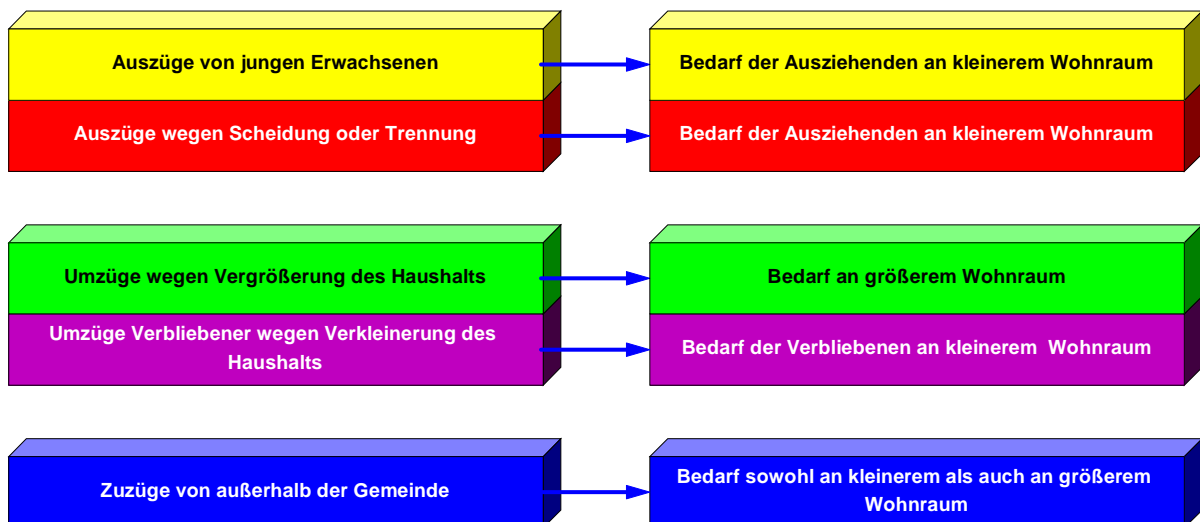 Auszüge von jungen Erwachsenen
Bedarf der Ausziehenden an kleinerem Wohnraum
Auszüge wegen Scheidung oder Trennung
Bedarf der Ausziehenden an kleinerem Wohnraum
Umzüge wegen Vergrößerung des Haushalts
Bedarf an größerem Wohnraum
Umzüge Verbliebener wegen Verkleinerung des
Haushalts
Bedarf der Verbliebenen an kleinerem Wohnraum
Zuzüge von außerhalb der Gemeinde
Bedarf sowohl an kleinerem als auch an größerem
Wohnraum